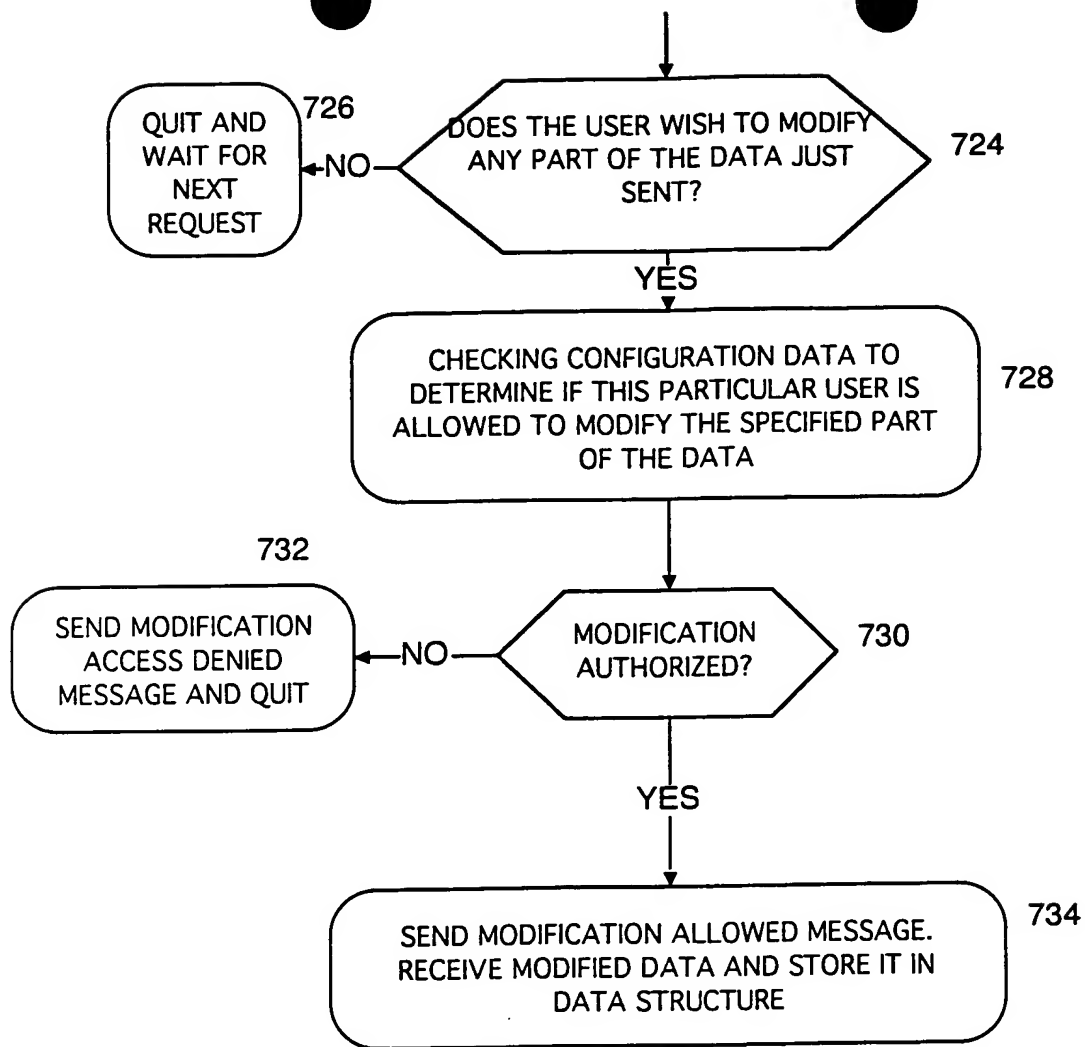 726
QUIT AND
WAIT FOR
NEXT
REQUEST
NO
DOES THE USER WISH TO MODIFY
ANY PART OF THE DATA JUST
SENT?
724
YES
CHECKING CONFIGURATION DATA TO
DETERMINE IF THIS PARTICULAR USER IS
ALLOWED TO MODIFY THE SPECIFIED PART
OF THE DATA
728
732
SEND MODIFICATION
ACCESS DENIED
MESSAGE AND QUIT
NO
MODIFICATION
AUTHORIZED?
730
YES
SEND MODIFICATION ALLOWED MESSAGE.
RECEIVE MODIFIED DATA AND STORE IT IN
DATA STRUCTURE
734